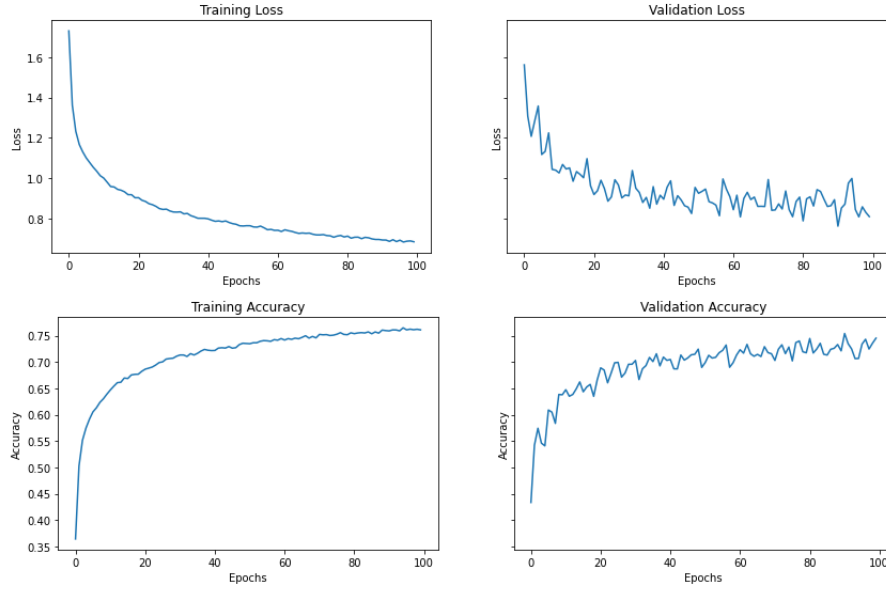 Training Loss
Validation Loss
1.6
1.4
1.2
1.0
0.8
Loss
Loss
0 20 40 60 80 100
0 20 40 60 80 100
Epochs
Epochs
Training Accuracy
Validation Accuracy
0.75
0.70
0.65
0.60
0.55
0.50
0.45
0.40
0.35
Accuracy
Accuracy
0 20 40 60 80 100
0 20 40 60 80 100
Epochs
Epochs